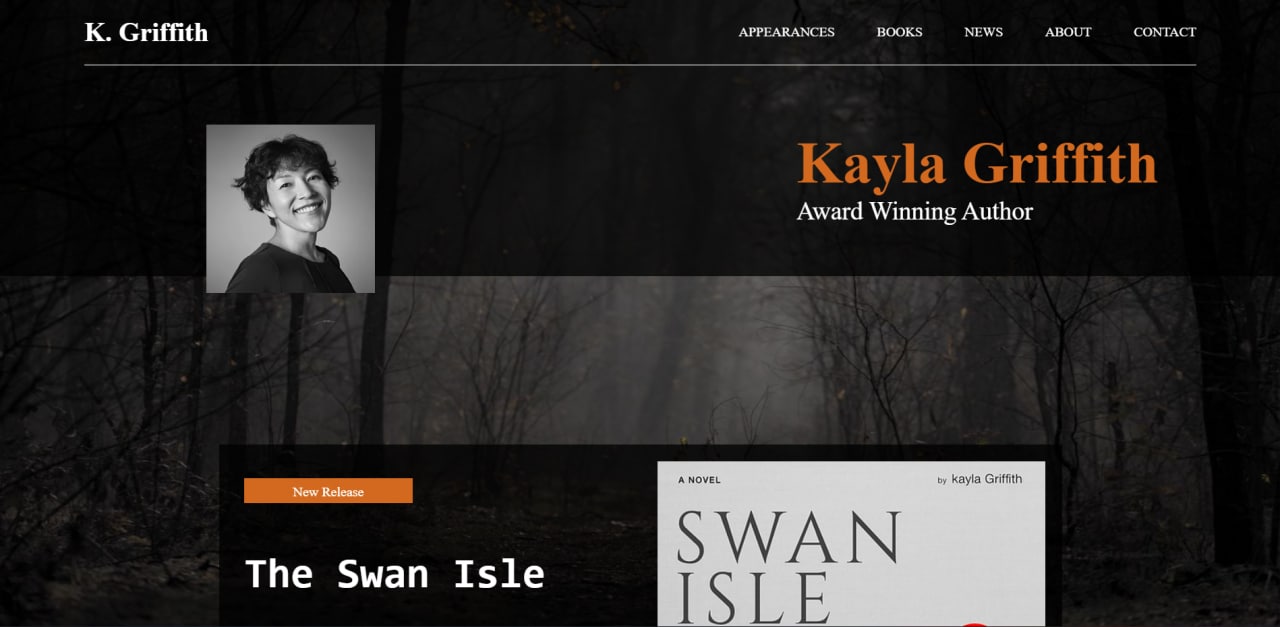 K. Griffith
APPEARANCES BOOKS NEWS ABOUT CONTACT
Kayla Griffith
Award Winning Author
New Release
The Swan Isle
A NOVEL
by kayla Griffith
SWAN
ISLE